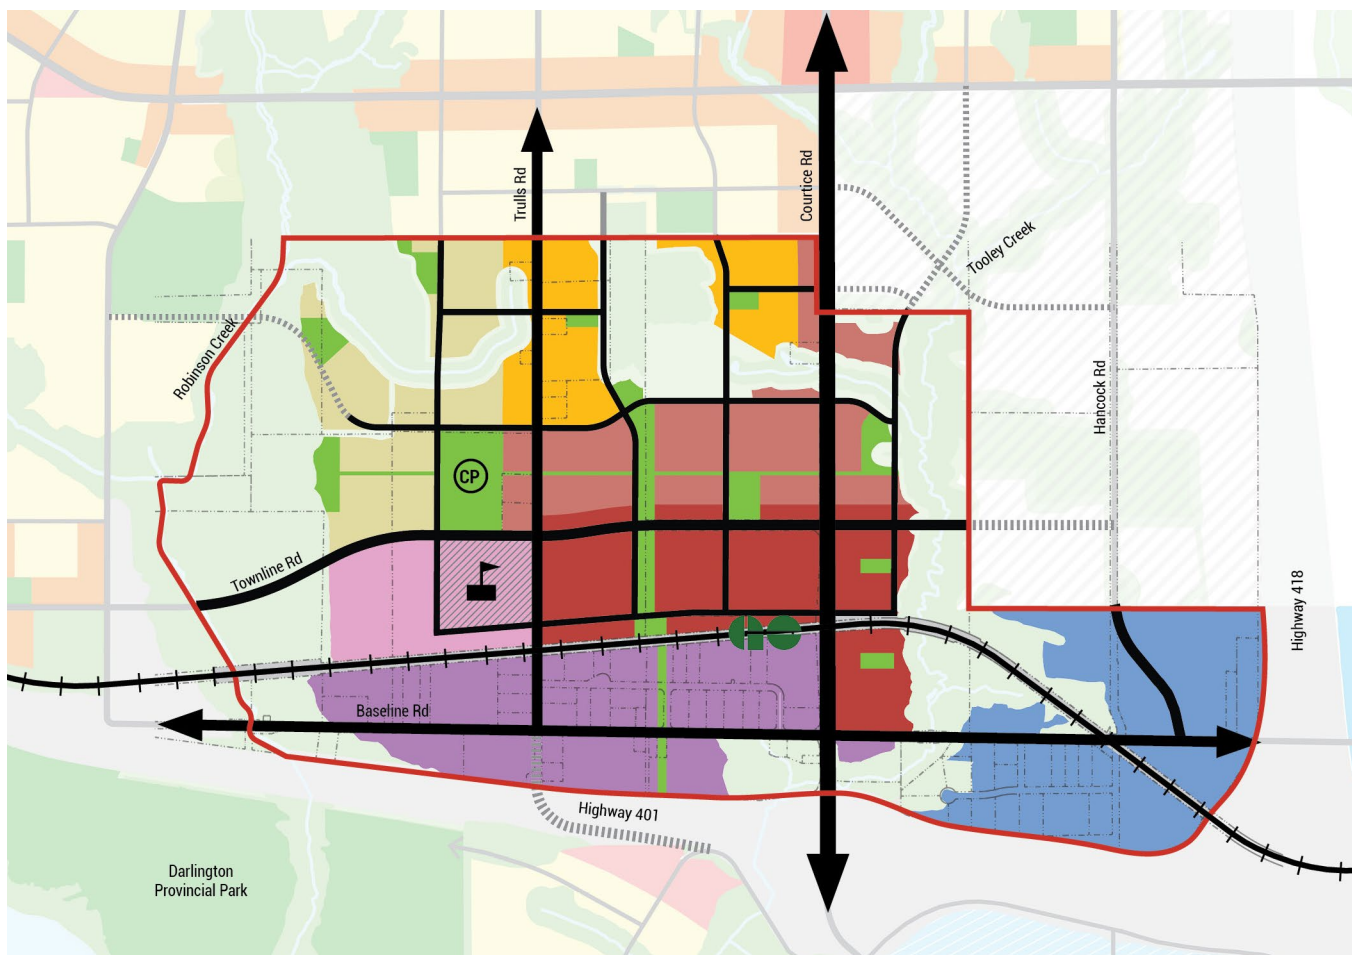 Trulls Rd
Courtice Rd
Tooley Creek
Robinson Creek
Hancock Rd
CP
Townline Rd
Highway 418
GO
Baseline Rd
Highway 401
Darlington
Provincial Park